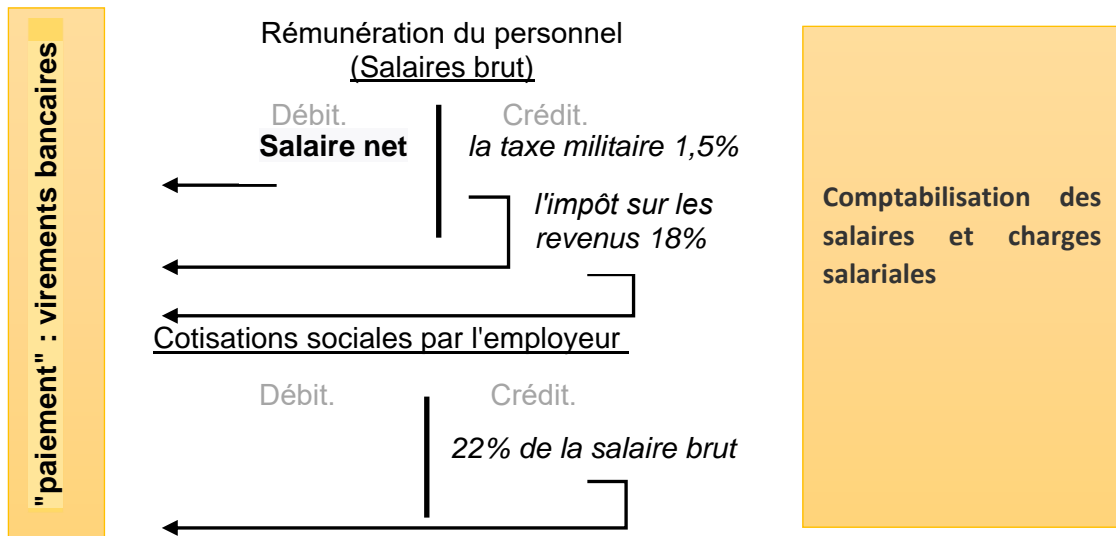 "paiement" : virements bancaires
Rémunération du personnel
(Salaires brut)
Débit. Crédit.
Salaire net la taxe militaire 1,5%
l'impôt sur les
revenus 18%
Cotisations sociales par l'employeur
Débit. Crédit.
22% de la salaire brut
Comptabilisation des
salaires et charges
salariales